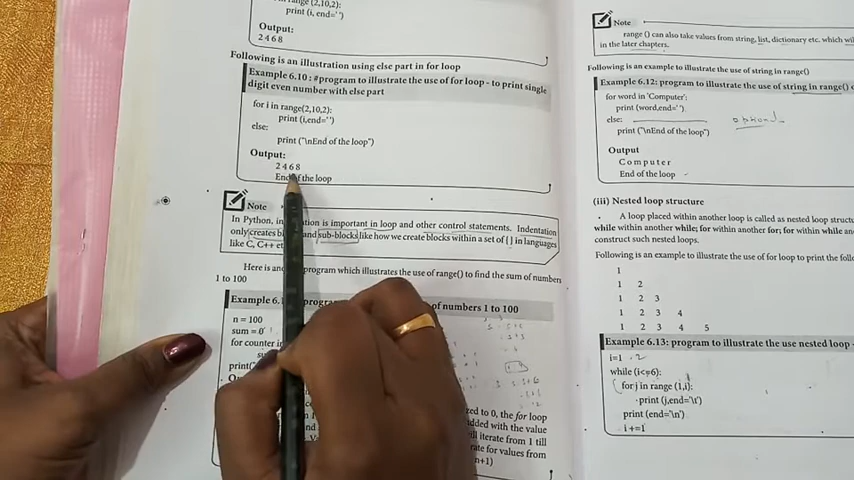 in range (2,10,2):
print (i, end=' ')
Output:
2 4 6 8
Following is an illustration using else part in for loop
Example 6.10 : #program to illustrate the use of for loop - to print single
digit even number with else part
for i in range(2,10,2):
print (i,end=' ')
else:
print ("\nEnd of the loop")
Output:
2 4 6 8
End of the loop
Note
In Python, is important in loop and other control statements. Indentation
only creates and sub-blocks like how we create blocks within a set of { } in languages
like C, C++
Here is program which illustrates the use of range() to find the sum of numbers
1 to 100
Example of numbers 1 to 100
n = 100
sum = 0
for counter
print(
to 0, the for loop
with the value
will iterate from 1 till
for values from
n+1)
Note
range () can also take values from string, list, dictionary etc. which
in the later chapters.
Following is an example to illustrate the use of string in range()
Example 6.12: program to illustrate the use of string in range()
for word in 'Computer':
print (word,end=' ')
else:
optional
print ("\nEnd of the loop")
Output
C o m p u t e r
End of the loop
(iii) Nested loop structure
A loop placed within another loop is called as nested loop
while; another while; for within another for; for within while and
construct such nested loops.
Following is an example to illustrate the use of for loop to print the
1
1 2
1 2 3
1 2 3 4
1 2 3 4 5
Example 6.13: program to illustrate the use nested loop -
i=1
while (i<=6):
for j in range (1,i):
print (j,end='\t')
print (end='\n')
i +=1